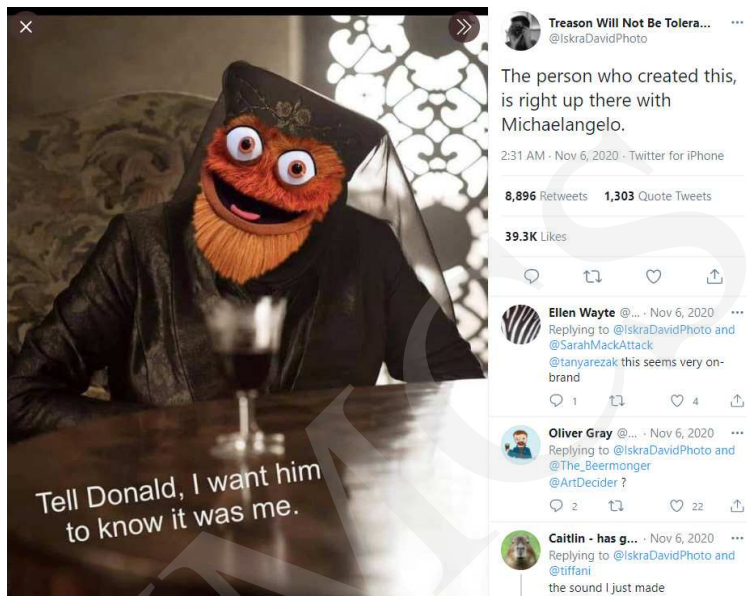 Tell Donald, I want him
to know it was me.
Treason Will Not Be Tolera...
@IskraDavidPhoto
The person who created this,
is right up there with
Michaelangelo.
2:31 AM · Nov 6, 2020 · Twitter for iPhone
8,896 Retweets 1,303 Quote Tweets
39.3K Likes
Ellen Wayte @... · Nov 6, 2020
Replying to @IskraDavidPhoto and
@SarahMackAttack
@tanyarezak this seems very on-
brand
1 4
Oliver Gray @... · Nov 6, 2020
Replying to @IskraDavidPhoto and
@The_Beermonger
@ArtDecider ?
2 22
Caitlin - has g... · Nov 6, 2020
Replying to @IskraDavidPhoto and
@tiffani
the sound I just made